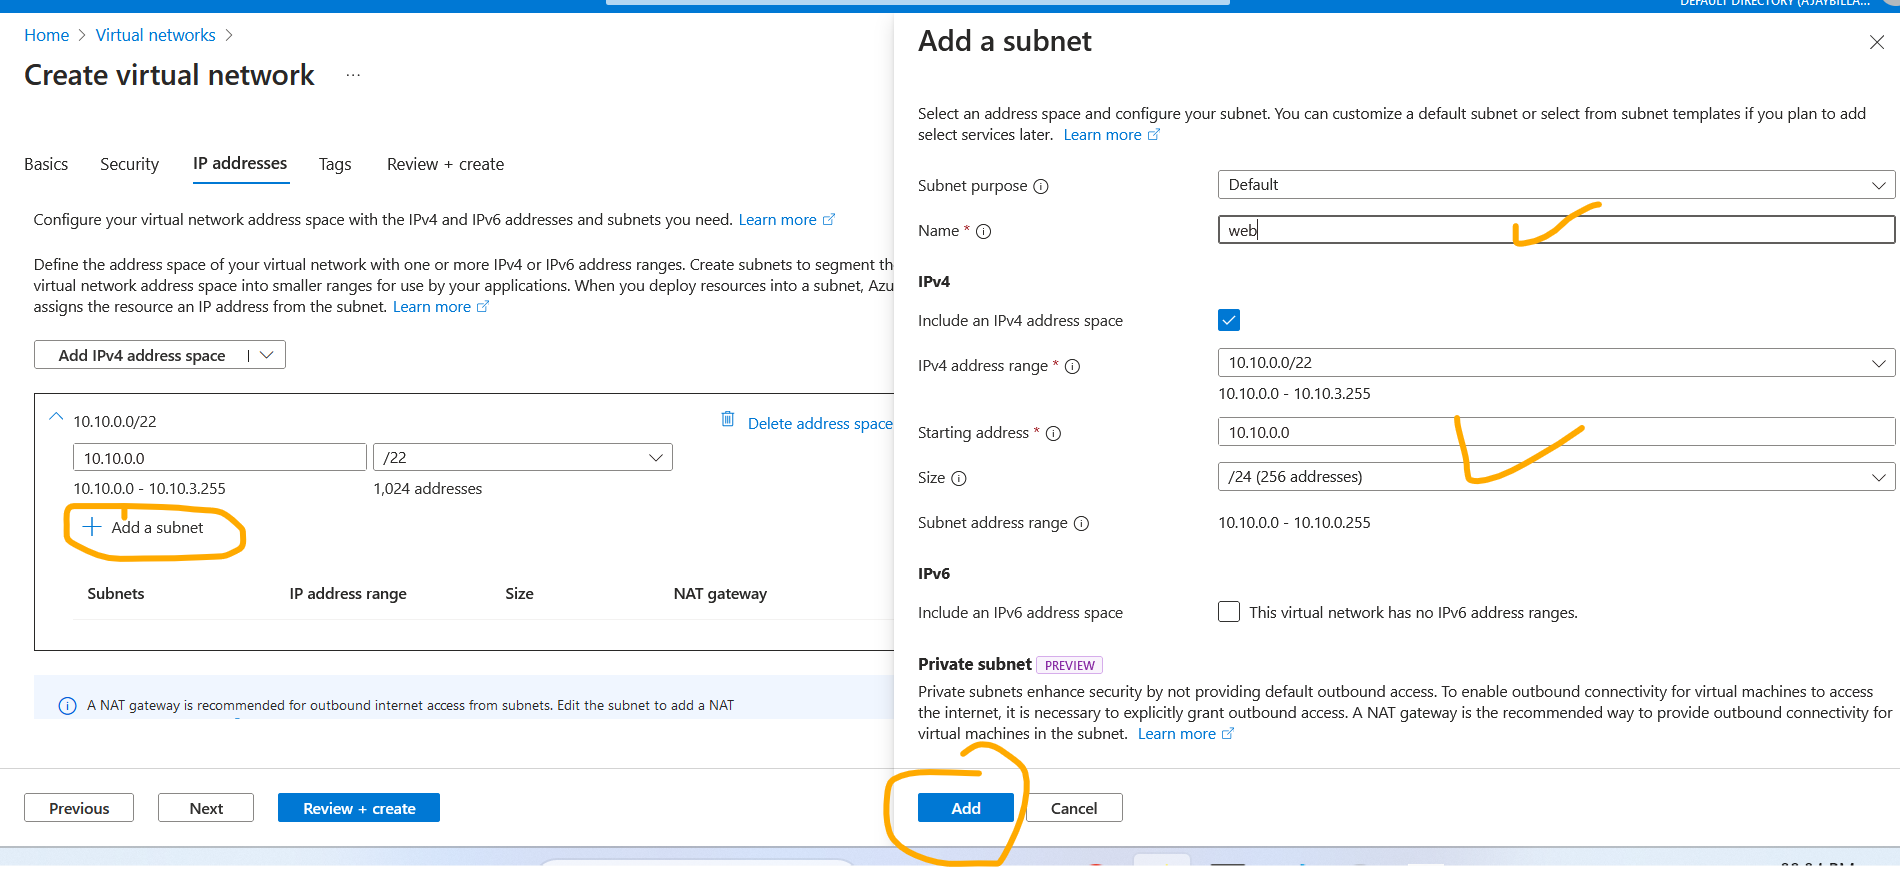 Home > Virtual networks >
Create virtual network ...
Basics Security IP addresses Tags Review + create
Configure your virtual network address space with the IPv4 and IPv6 addresses and subnets you need. Learn more
Define the address space of your virtual network with one or more IPv4 or IPv6 address ranges. Create subnets to segment th
virtual network address space into smaller ranges for use by your applications. When you deploy resources into a subnet, Azu
assigns the resource an IP address from the subnet. Learn more
Add IPv4 address space |
10.10.0.0/22
Delete address space
10.10.0.0 /22
10.10.0.0 - 10.10.3.255 1,024 addresses
+ Add a subnet
Subnets IP address range Size NAT gateway
A NAT gateway is recommended for outbound internet access from subnets. Edit the subnet to add a NAT
Previous Next Review + create
Add a subnet
Select an address space and configure your subnet. You can customize a default subnet or select from subnet templates if you plan to add
select services later. Learn more
Subnet purpose Default
Name * web
IPv4
Include an IPv4 address space
IPv4 address range * 10.10.0.0/22
10.10.0.0 - 10.10.3.255
Starting address * 10.10.0.0
Size /24 (256 addresses)
Subnet address range 10.10.0.0 - 10.10.0.255
IPv6
Include an IPv6 address space This virtual network has no IPv6 address ranges.
Private subnet PREVIEW
Private subnets enhance security by not providing default outbound access. To enable outbound connectivity for virtual machines to access
the internet, it is necessary to explicitly grant outbound access. A NAT gateway is the recommended way to provide outbound connectivity for
virtual machines in the subnet. Learn more
Add Cancel